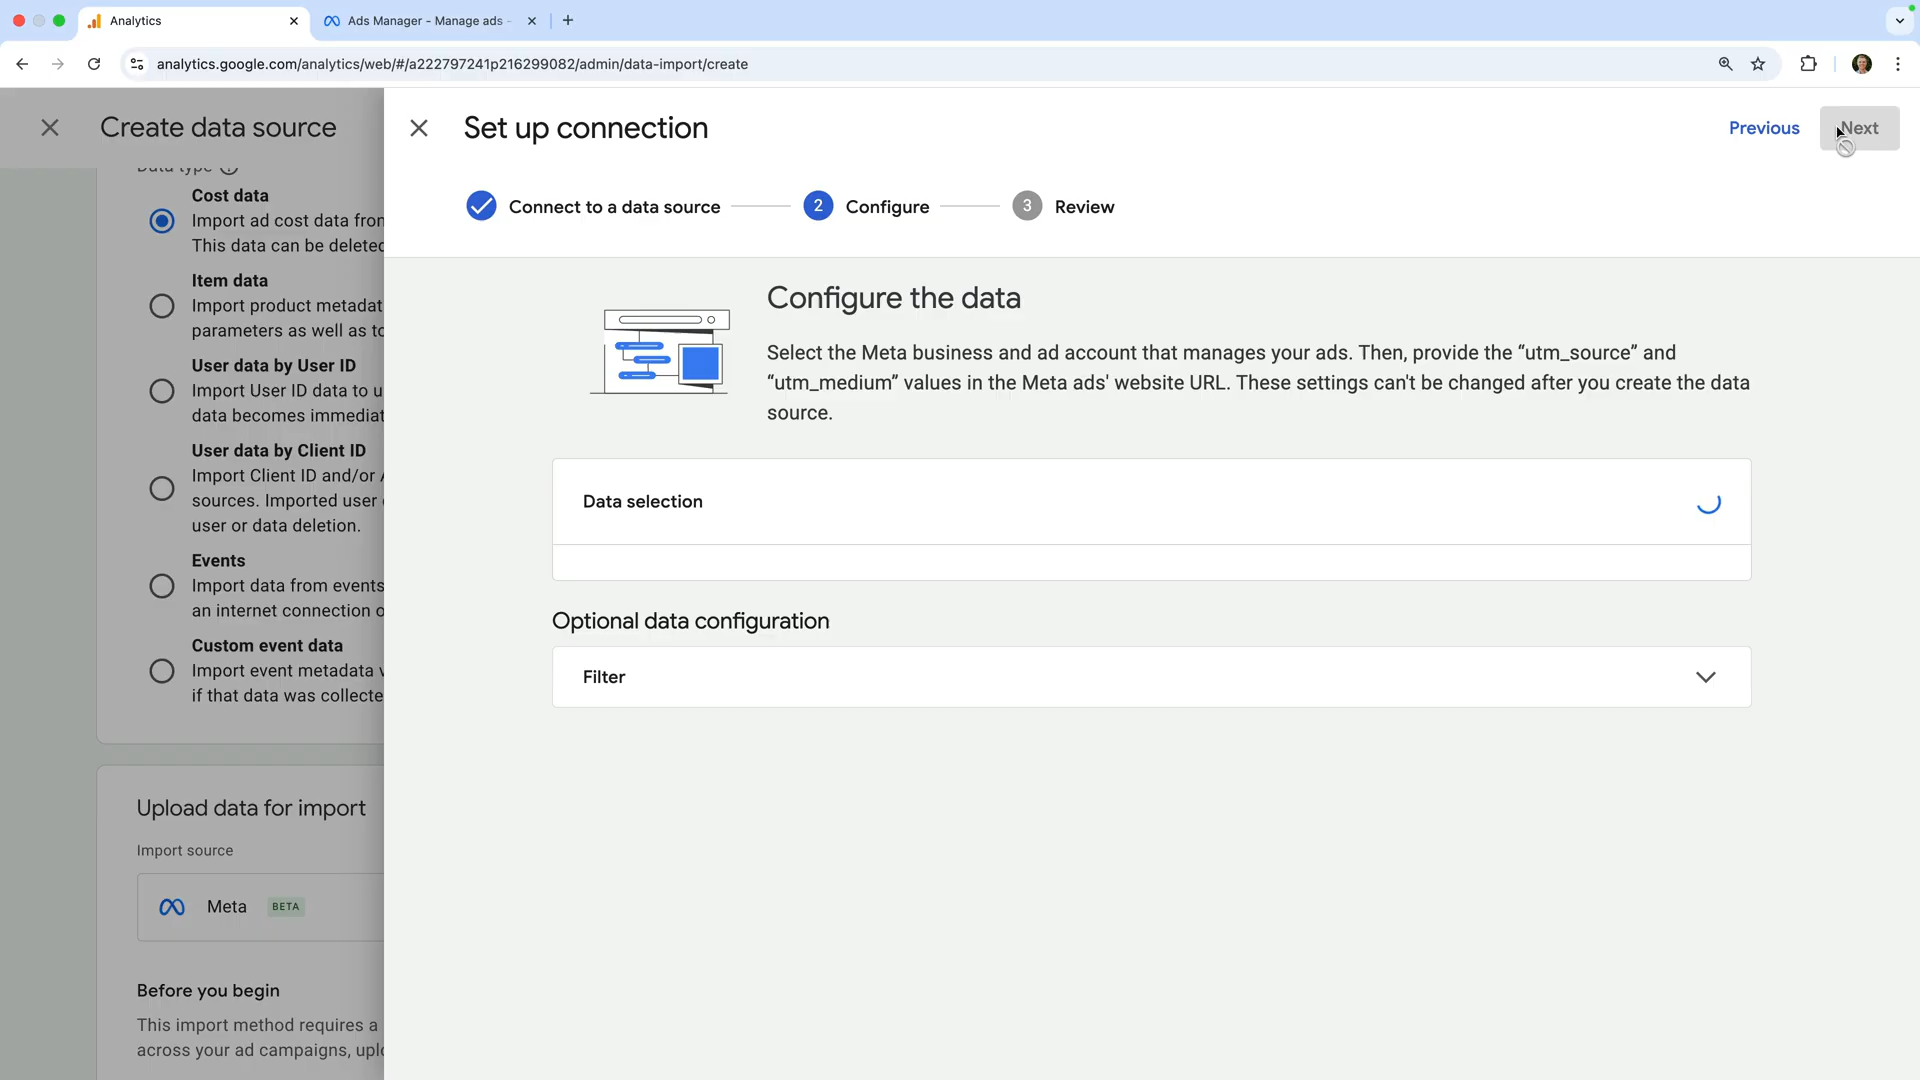 Analytics
Ads Manager - Manage ads -
analytics.google.com/analytics/web/#/a222797241p216299082/admin/data-import/create
Create data source
Data type
Cost data
Import ad cost data from
This data can be deleted
Item data
Import product metadat
parameters as well as to
User data by User ID
Import User ID data to u
data becomes immediat
User data by Client ID
Import Client ID and/or A
sources. Imported user
user or data deletion.
Events
Import data from events
an internet connection o
Custom event data
Import event metadata v
if that data was collecte
Upload data for import
Import source
Meta BETA
Before you begin
This import method requires a
across your ad campaigns, uplo
Set up connection
Previous
Next
Connect to a data source
2 Configure
3 Review
Configure the data
Select the Meta business and ad account that manages your ads. Then, provide the “utm_source” and
“utm_medium” values in the Meta ads' website URL. These settings can't be changed after you create the data
source.
Data selection
Optional data configuration
Filter